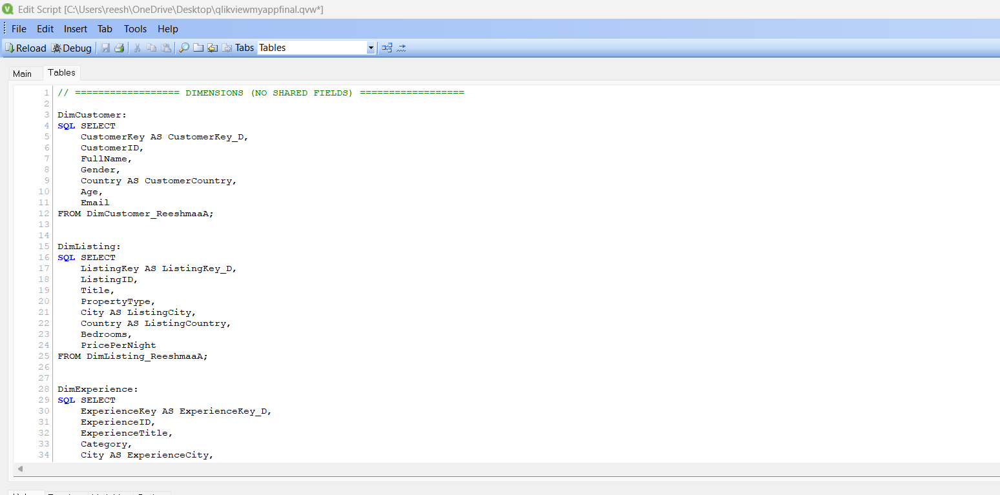 Edit Script [C:\Users\reesh\OneDrive\Desktop\qlikviewmyappfinal.qvw*]
File Edit Insert Tab Tools Help
Reload Debug Tabs Tables
Main Tables
1 // ================== DIMENSIONS (NO SHARED FIELDS) ==================
2
3 DimCustomer:
4 SQL SELECT
5 CustomerKey AS CustomerKey_D,
6 CustomerID,
7 FullName,
8 Gender,
9 Country AS CustomerCountry,
10 Age,
11 Email
12 FROM DimCustomer_ReeshmaaA;
13
14
15 DimListing:
16 SQL SELECT
17 ListingKey AS ListingKey_D,
18 ListingID,
19 Title,
20 PropertyType,
21 City AS ListingCity,
22 Country AS ListingCountry,
23 Bedrooms,
24 PricePerNight
25 FROM DimListing_ReeshmaaA;
26
27
28 DimExperience:
29 SQL SELECT
30 ExperienceKey AS ExperienceKey_D,
31 ExperienceID,
32 ExperienceTitle,
33 Category,
34 City AS ExperienceCity,